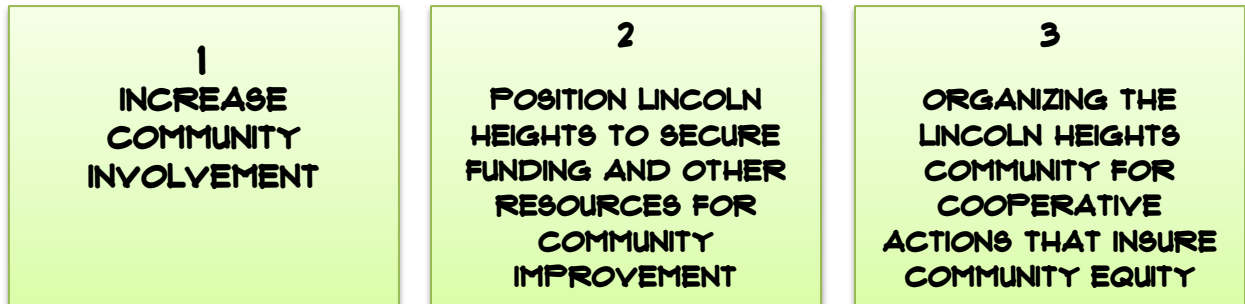 1
INCREASE
COMMUNITY
INVOLVEMENT
2
POSITION LINCOLN
HEIGHTS TO SECURE
FUNDING AND OTHER
RESOURCES FOR
COMMUNITY
IMPROVEMENT
3
ORGANIZING THE
LINCOLN HEIGHTS
COMMUNITY FOR
COOPERATIVE
ACTIONS THAT INSURE
COMMUNITY EQUITY